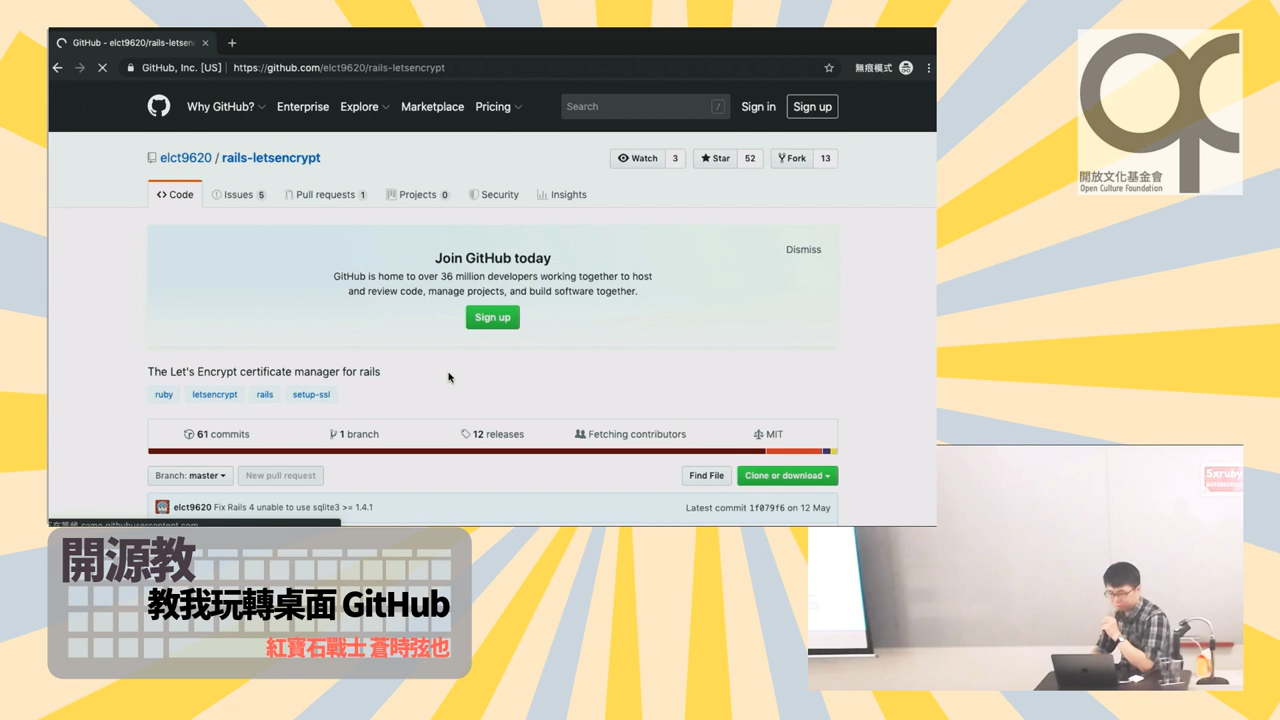 GitHub - elct9620/rails-letsen
GitHub, Inc. [US]
https://github.com/elct9620/rails-letsencrypt
無痕模式
Why GitHub?
Enterprise
Explore
Marketplace
Pricing
Search
/
Sign in
Sign up
elct9620 / rails-letsencrypt
Watch 3
Star 52
Fork 13
Code
Issues 5
Pull requests 1
Projects 0
Security
Insights
Join GitHub today
Dismiss
GitHub is home to over 36 million developers working together to host
and review code, manage projects, and build software together.
Sign up
The Let's Encrypt certificate manager for rails
ruby
letsencrypt
rails
setup-ssl
61 commits
1 branch
12 releases
Fetching contributors
MIT
Branch: master
New pull request
Find File
Clone or download
elct9620 Fix Rails 4 unable to use sqlite3 >= 1.4.1
Latest commit 1f079f6 on 12 May
開放文化基金會
Open Culture Foundation
5xruby
開源教
教我玩轉桌面 GitHub
紅寶石戰士 蒼時弦也